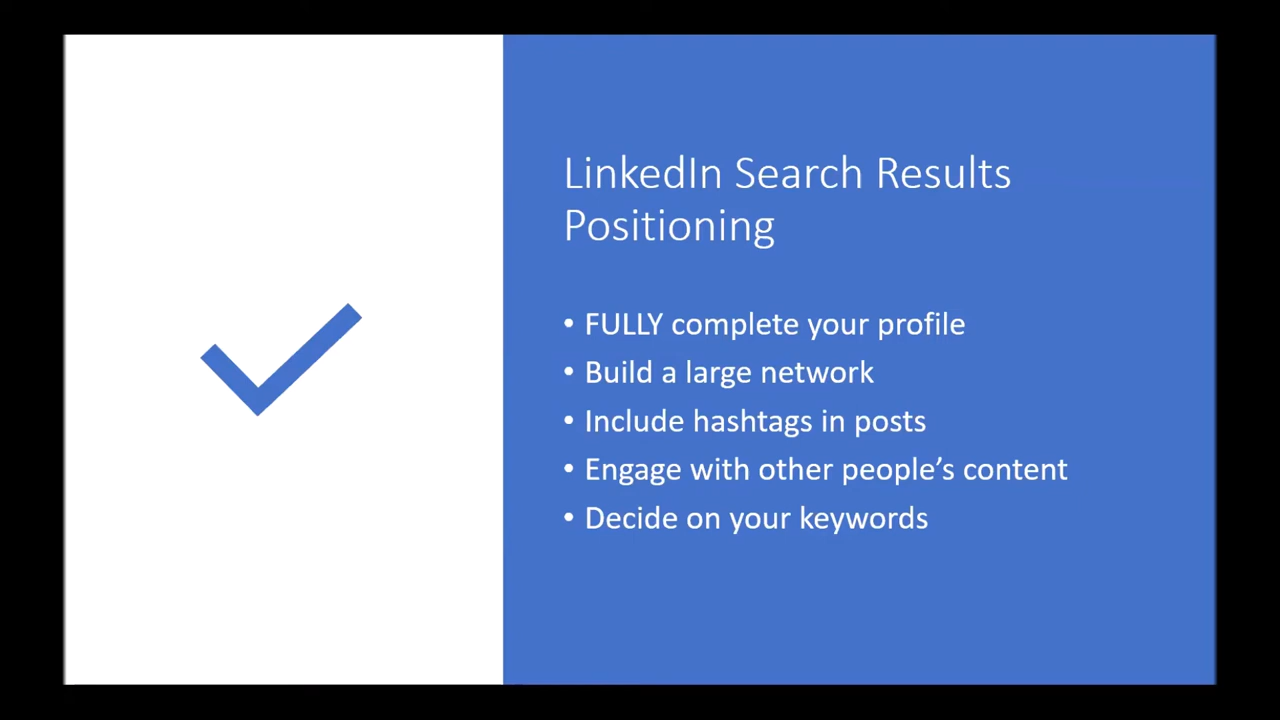 LinkedIn Search Results
Positioning
• FULLY complete your profile
• Build a large network
• Include hashtags in posts
• Engage with other people’s content
• Decide on your keywords